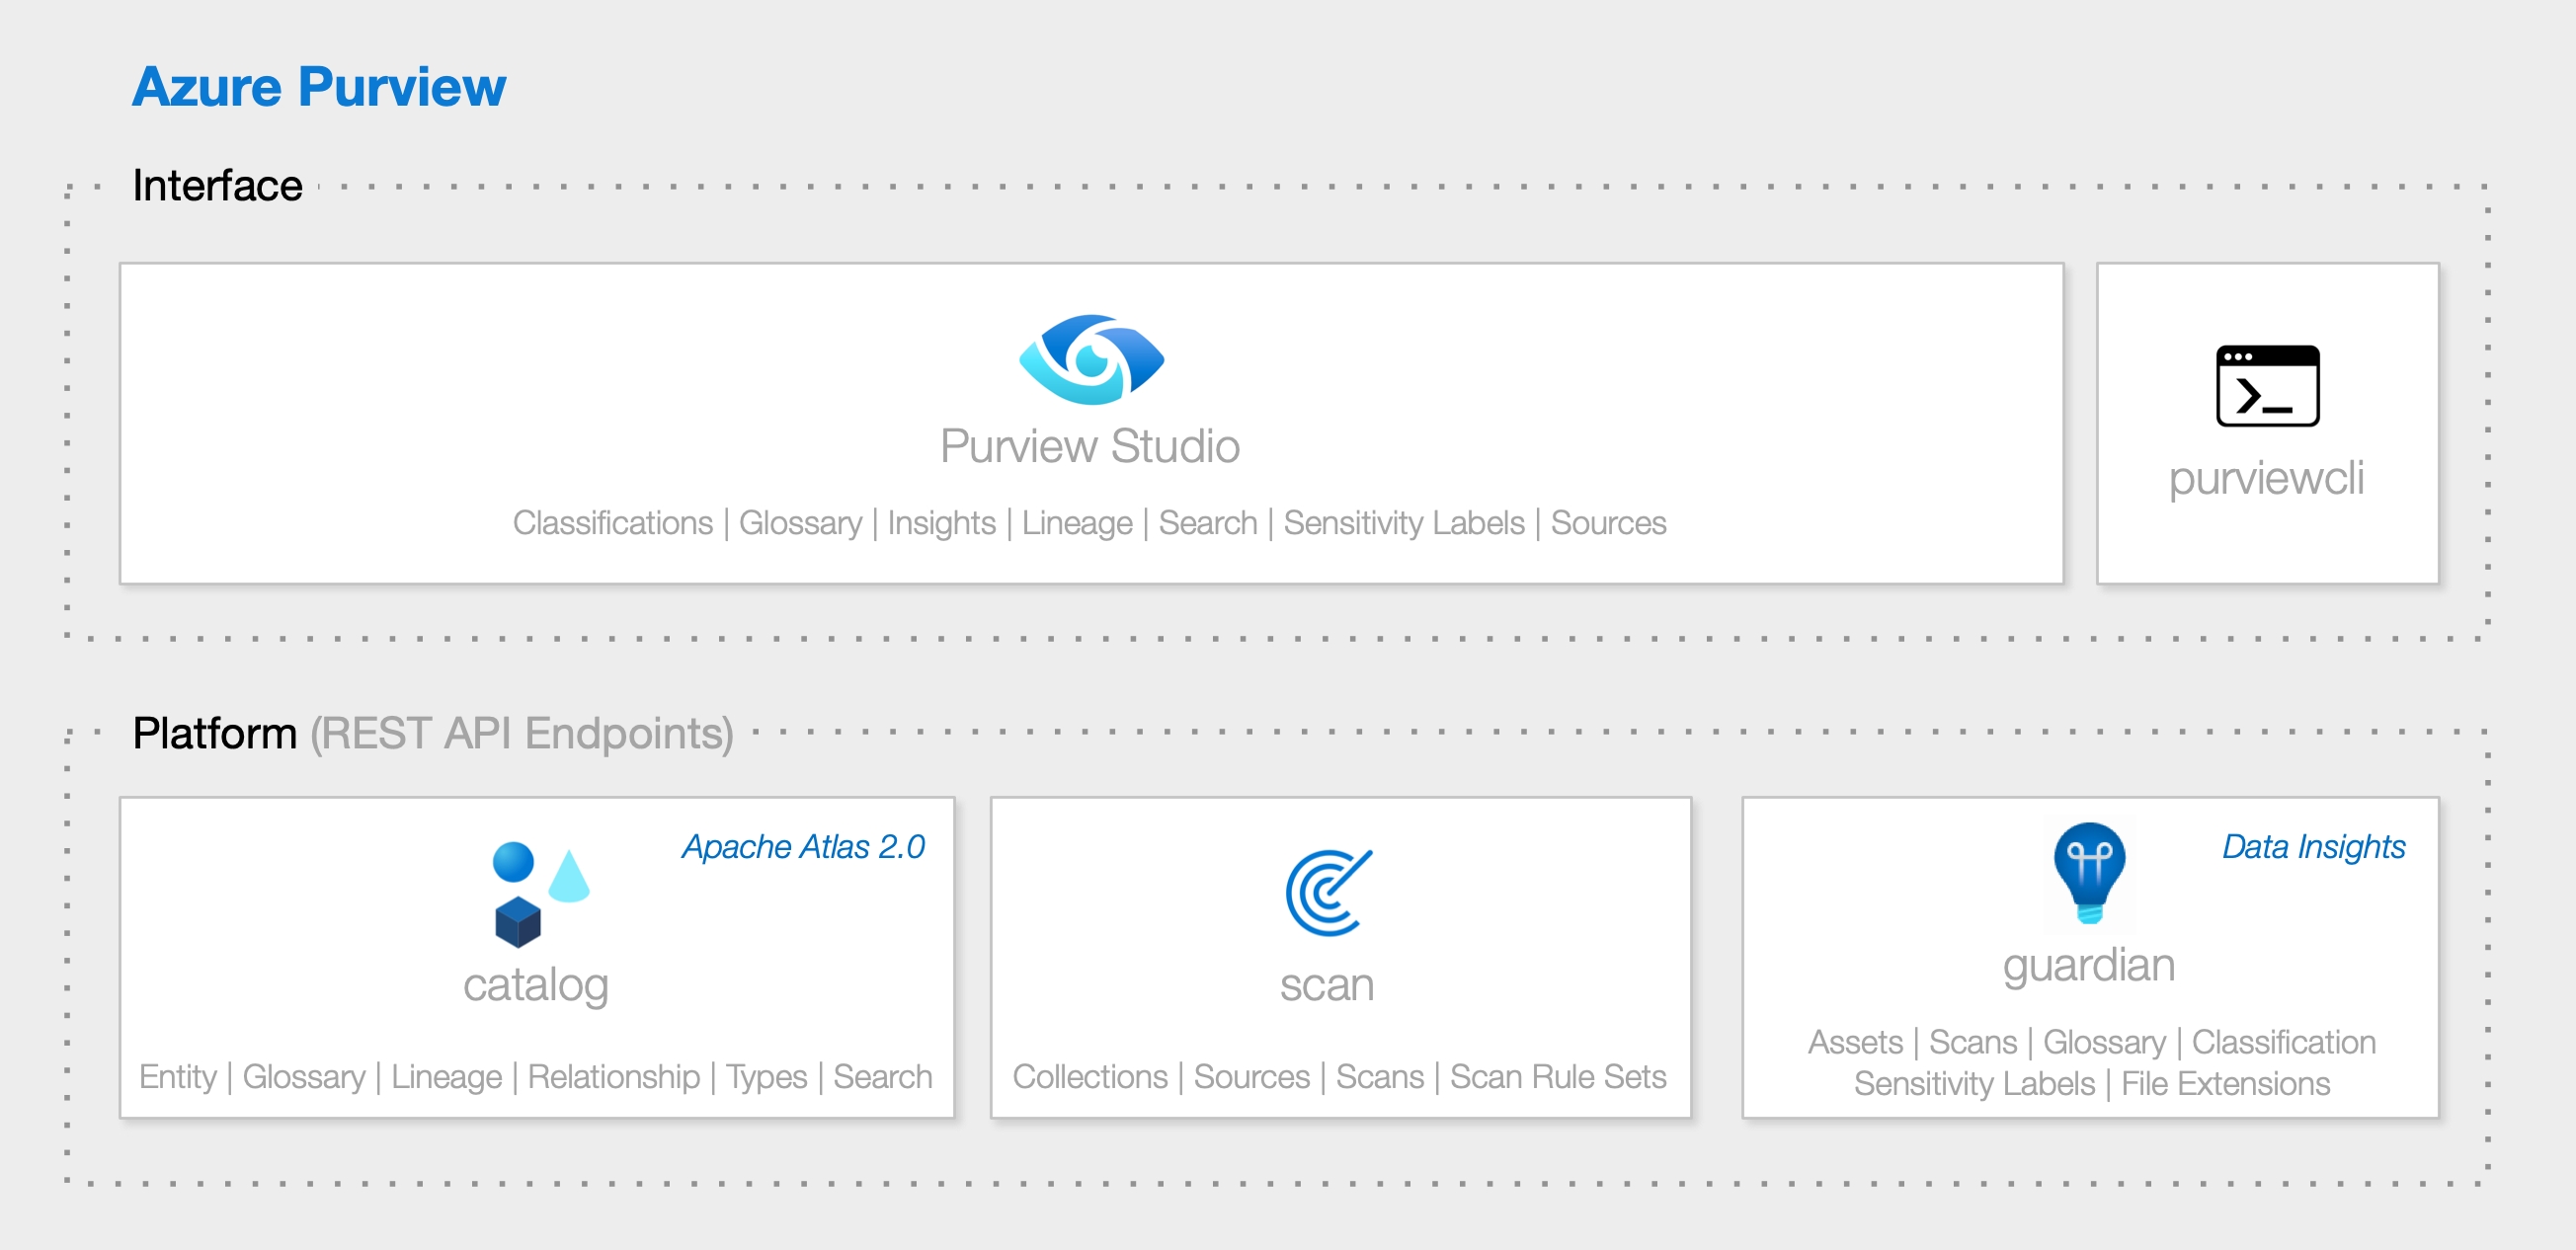 Azure Purview
Interface
Purview Studio
Classifications | Glossary | Insights | Lineage | Search | Sensitivity Labels | Sources
purviewcli
Platform (REST API Endpoints)
Apache Atlas 2.0
catalog
Entity | Glossary | Lineage | Relationship | Types | Search
scan
Collections | Sources | Scans | Scan Rule Sets
Data Insights
guardian
Assets | Scans | Glossary | Classification
Sensitivity Labels | File Extensions